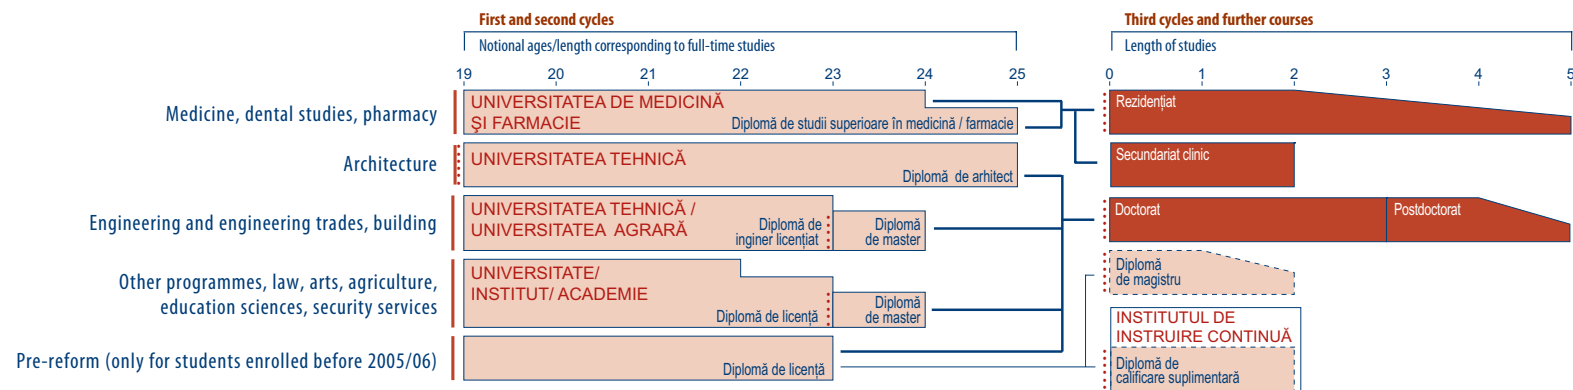 First and second cycles
Third cycles and further courses
Notional ages/length corresponding to full-time studies
Length of studies
19 20 21 22 23 24 25
0 1 2 3 4 5
Medicine, dental studies, pharmacy
UNIVERSITATEA DE MEDICINĂ
ŞI FARMACIE
Diplomă de studii superioare în medicină / farmacie
Rezidenţiat
Architecture
UNIVERSITATEA TEHNICĂ
Diplomă de arhitect
Secundariat clinic
Engineering and engineering trades, building
UNIVERSITATEA TEHNICĂ /
UNIVERSITATEA AGRARĂ
Diplomă de
inginer licenţiat
Diplomă
de master
Doctorat
Postdoctorat
Other programmes, law, arts, agriculture,
education sciences, security services
UNIVERSITATE/
INSTITUT/ ACADEMIE
Diplomă de licenţă
Diplomă
de master
Diplomă
de magistru
Pre-reform (only for students enrolled before 2005/06)
Diplomă de licenţă
INSTITUTUL DE
INSTRUIRE CONTINUĂ
Diplomă de
calificare suplimentară